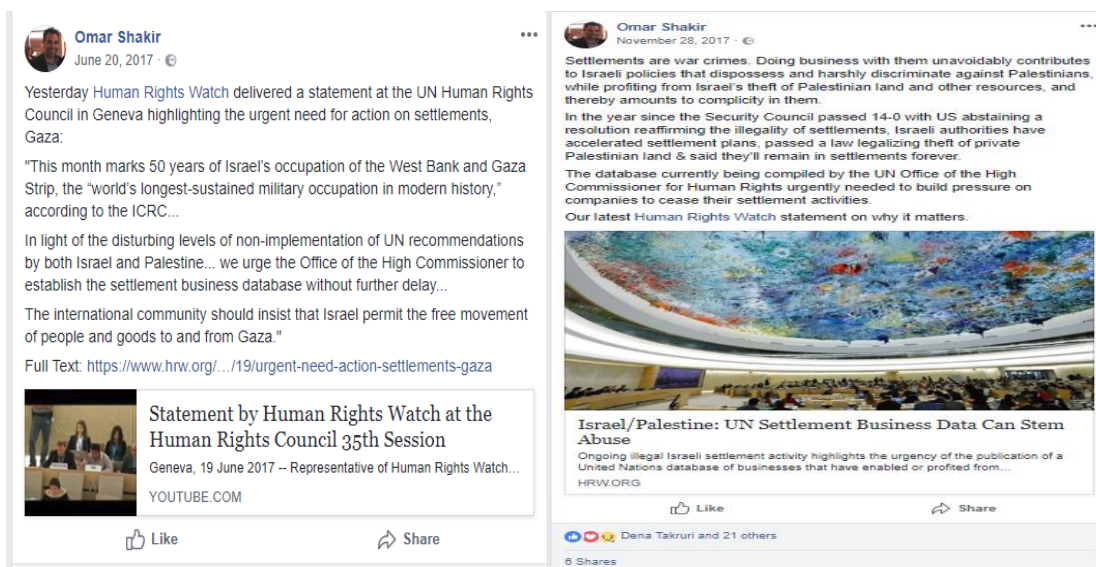 Omar Shakir
June 20, 2017 ·
Yesterday Human Rights Watch delivered a statement at the UN Human Rights
Council in Geneva highlighting the urgent need for action on settlements,
Gaza:
"This month marks 50 years of Israel's occupation of the West Bank and Gaza
Strip, the “world's longest-sustained military occupation in modern history,”
according to the ICRC...
In light of the disturbing levels of non-implementation of UN recommendations
by both Israel and Palestine... we urge the Office of the High Commissioner to
establish the settlement business database without further delay...
The international community should insist that Israel permit the free movement
of people and goods to and from Gaza."
Full Text: https://www.hrw.org/.../19/urgent-need-action-settlements-gaza
Statement by Human Rights Watch at the
Human Rights Council 35th Session
Geneva, 19 June 2017 -- Representative of Human Rights Watch...
YOUTUBE.COM
Like
Share
Omar Shakir
November 28, 2017 ·
Settlements are war crimes. Doing business with them unavoidably contributes
to Israeli policies that dispossess and harshly discriminate against Palestinians,
while profiting from Israel's theft of Palestinian land and other resources, and
thereby amounts to complicity in them.
In the year since the Security Council passed 14-0 with US abstaining a
resolution reaffirming the illegality of settlements, Israeli authorities have
accelerated settlement plans, passed a law legalizing theft of private
Palestinian land & said they'll remain in settlements forever.
The database currently being compiled by the UN Office of the High
Commissioner for Human Rights urgently needed to build pressure on
companies to cease their settlement activities.
Our latest Human Rights Watch statement on why it matters.
Israel/Palestine: UN Settlement Business Data Can Stem
Abuse
Ongoing illegal Israeli settlement activity highlights the urgency of the publication of a
United Nations database of businesses that have enabled or profited from...
HRW.ORG
Like
Share
Dena Takruri and 21 others
6 Shares